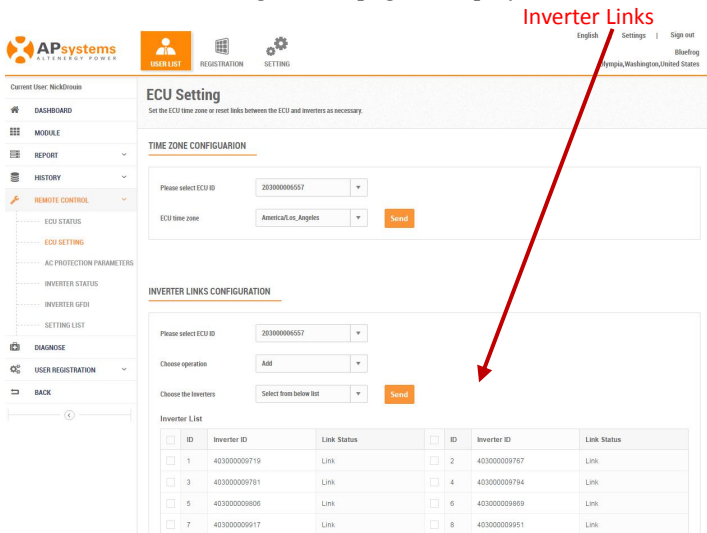 Inverter Links
English Settings | Sign out
APsystems
ALTENERGY POWER
USER LIST REGISTRATION SETTING
Bluefrog
Olympia,Washington,United States
Current User: NickDrouin
ECU Setting
Set the ECU time zone or reset links between the ECU and inverters as necessary.
DASHBOARD
MODULE
REPORT
HISTORY
REMOTE CONTROL
ECU STATUS
ECU SETTING
AC PROTECTION PARAMETERS
INVERTER STATUS
INVERTER GFDI
SETTING LIST
DIAGNOSE
USER REGISTRATION
BACK
TIME ZONE CONFIGUARION
Please select ECU ID 203000006557
ECU time zone America/Los_Angeles Send
INVERTER LINKS CONFIGURATION
Please select ECU ID 203000006557
Choose operation Add
Choose the Inverters Select from below list Send
Inverter List
ID Inverter ID Link Status ID Inverter ID Link Status
1 403000009719 Link 2 403000009767 Link
3 403000009781 Link 4 403000009794 Link
5 403000009806 Link 6 403000009869 Link
7 403000009917 Link 8 403000009951 Link